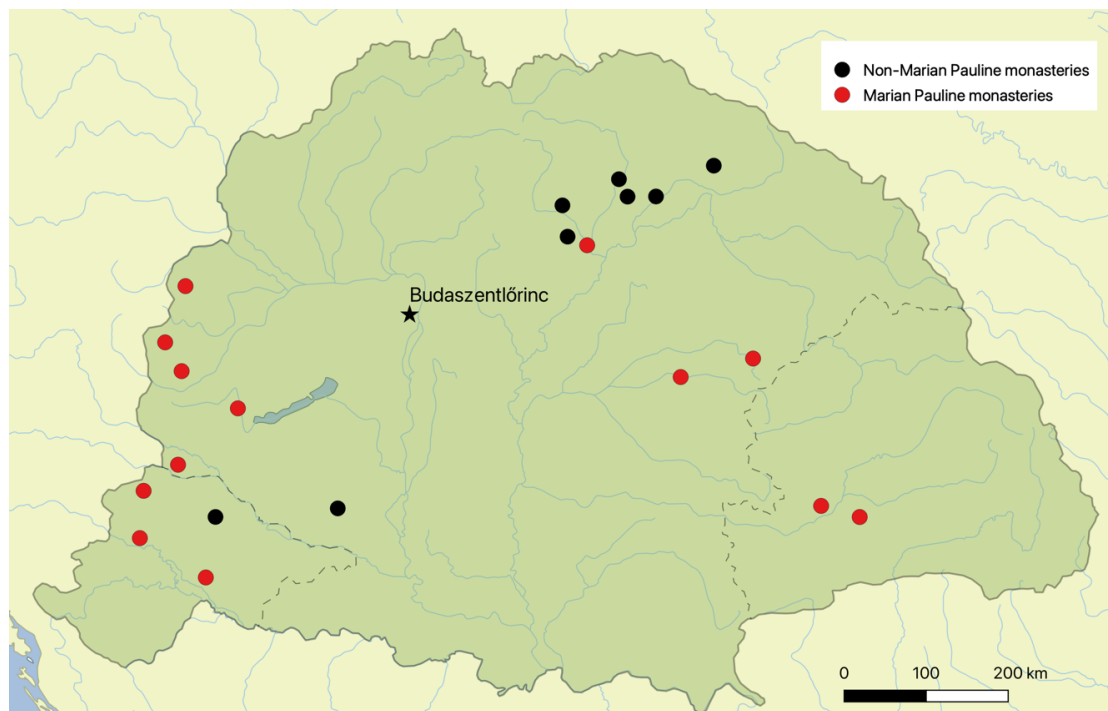 Non-Marian Pauline monasteries
Marian Pauline monasteries
Budaszentlőrinc
0 100 200 km